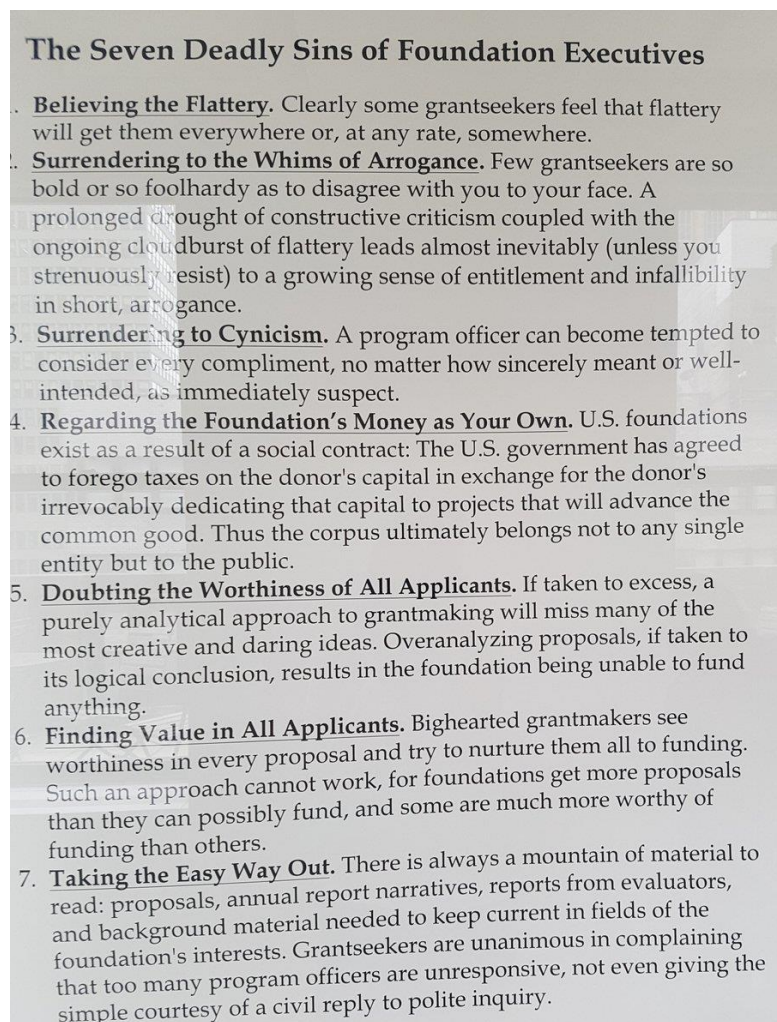 The Seven Deadly Sins of Foundation Executives
. Believing the Flattery. Clearly some grantseekers feel that flattery
will get them everywhere or, at any rate, somewhere.
. Surrendering to the Whims of Arrogance. Few grantseekers are so
bold or so foolhardy as to disagree with you to your face. A
prolonged drought of constructive criticism coupled with the
ongoing cloudburst of flattery leads almost inevitably (unless you
strenuously resist) to a growing sense of entitlement and infallibility
in short, arrogance.
3. Surrendering to Cynicism. A program officer can become tempted to
consider every compliment, no matter how sincerely meant or well-
intended, as immediately suspect.
4. Regarding the Foundation's Money as Your Own. U.S. foundations
exist as a result of a social contract: The U.S. government has agreed
to forego taxes on the donor's capital in exchange for the donor's
irrevocably dedicating that capital to projects that will advance the
common good. Thus the corpus ultimately belongs not to any single
entity but to the public.
5. Doubting the Worthiness of All Applicants. If taken to excess, a
purely analytical approach to grantmaking will miss many of the
most creative and daring ideas. Overanalyzing proposals, if taken to
its logical conclusion, results in the foundation being unable to fund
anything.
6. Finding Value in All Applicants. Bighearted grantmakers see
worthiness in every proposal and try to nurture them all to funding.
Such an approach cannot work, for foundations get more proposals
than they can possibly fund, and some are much more worthy of
funding than others.
7. Taking the Easy Way Out. There is always a mountain of material to
read: proposals, annual report narratives, reports from evaluators,
and background material needed to keep current in fields of the
foundation's interests. Grantseekers are unanimous in complaining
that too many program officers are unresponsive, not even giving the
simple courtesy of a civil reply to polite inquiry.